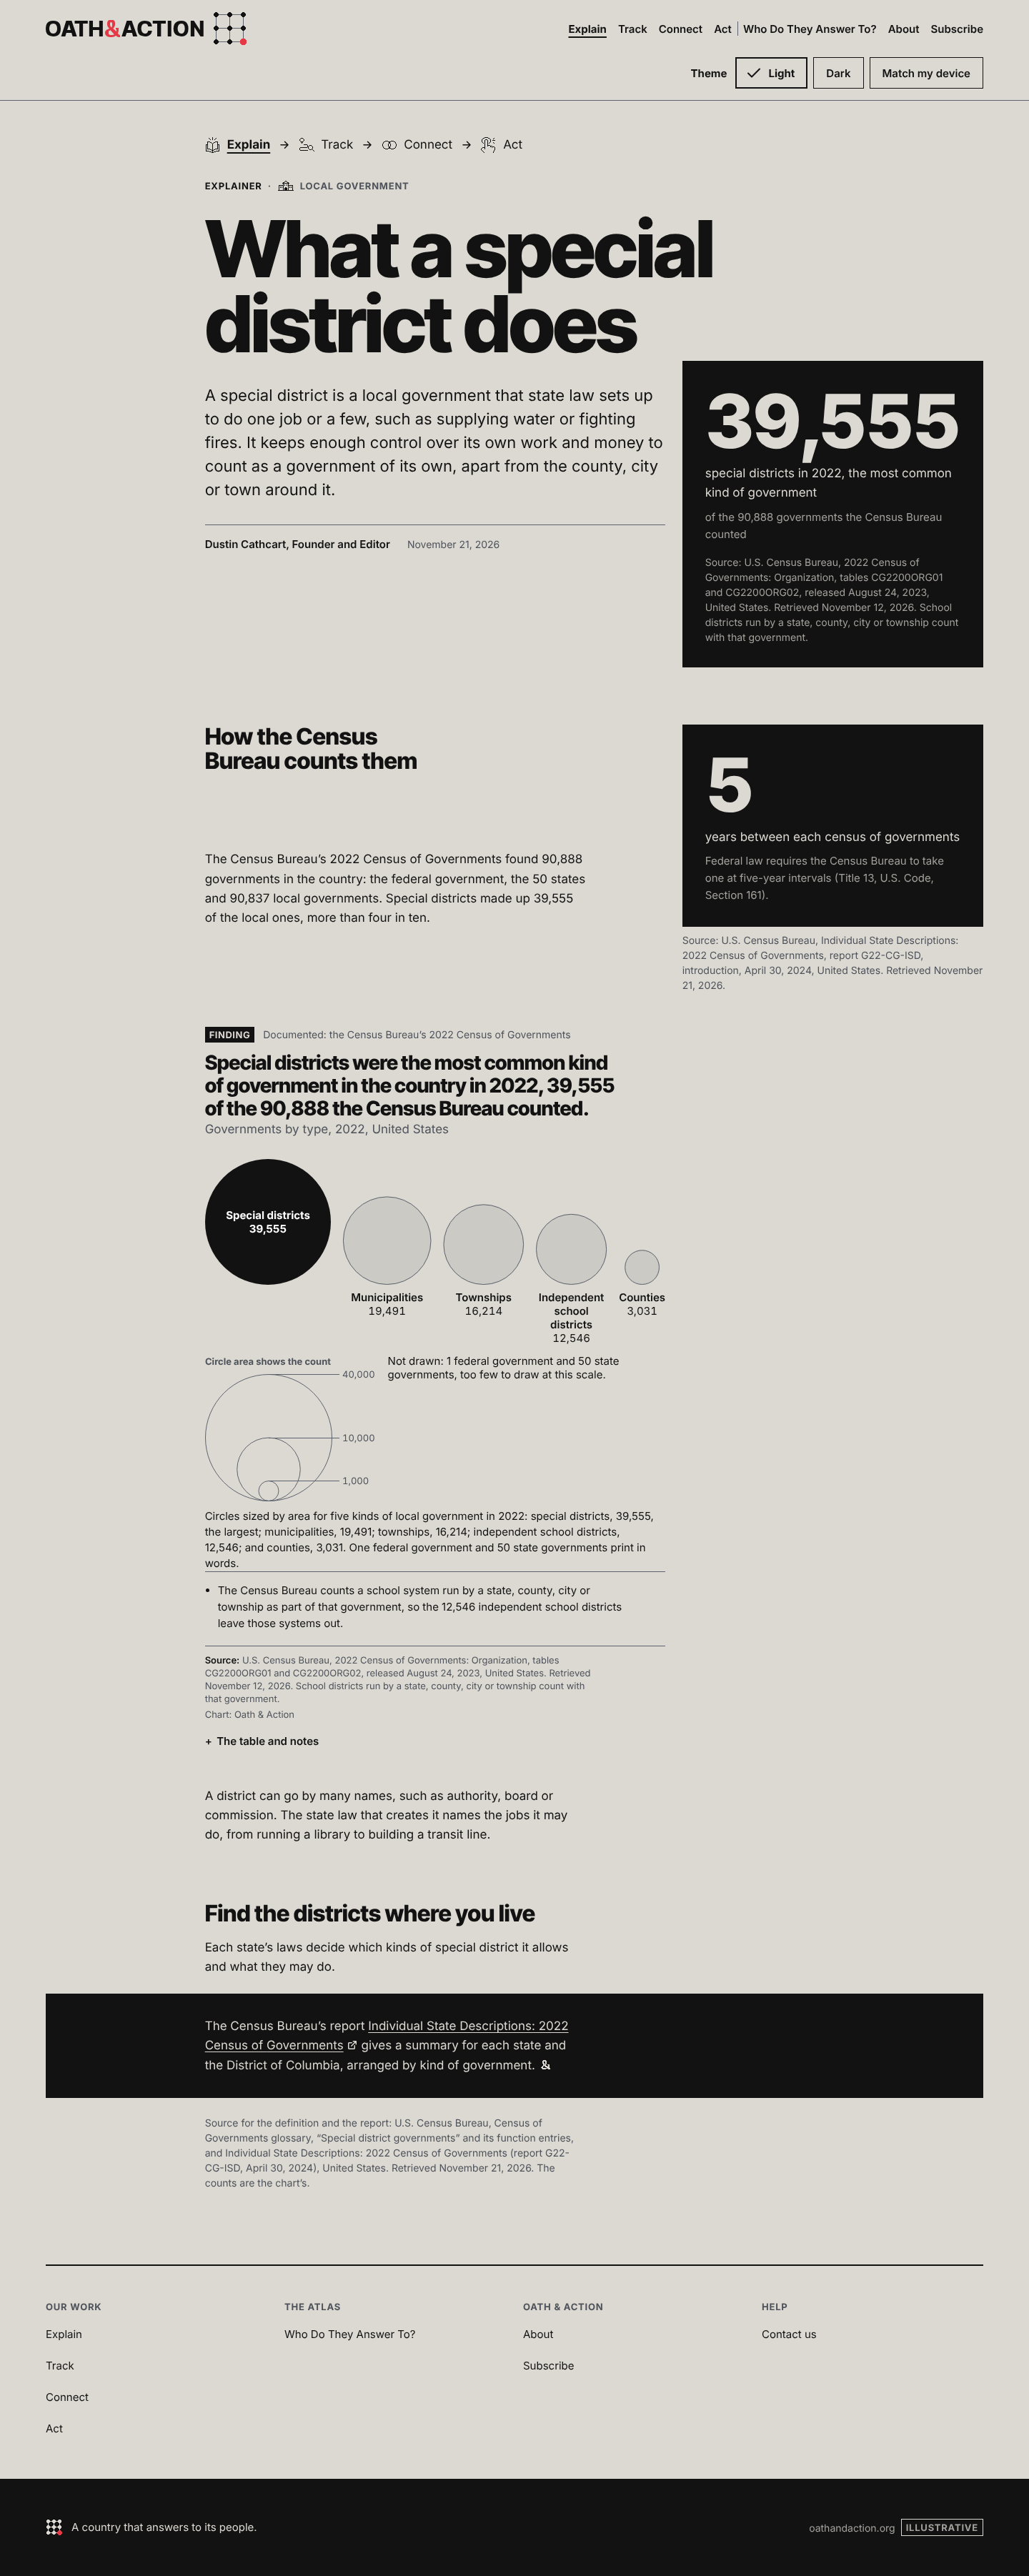 OATH&ACTION
Explain Track Connect Act Who Do They Answer To? About Subscribe
Theme Light Dark Match my device
Explain → Track → Connect → Act
EXPLAINER · LOCAL GOVERNMENT
What a special
district does
A special district is a local government that state law sets up
to do one job or a few, such as supplying water or fighting
fires. It keeps enough control over its own work and money to
count as a government of its own, apart from the county, city
or town around it.
Dustin Cathcart, Founder and Editor November 21, 2026
39,555
special districts in 2022, the most common
kind of government
of the 90,888 governments the Census Bureau
counted
Source: U.S. Census Bureau, 2022 Census of
Governments: Organization, tables CG2200ORG01
and CG2200ORG02, released August 24, 2023,
United States. Retrieved November 12, 2026. School
districts run by a state, county, city or township count
with that government.
How the Census
Bureau counts them
The Census Bureau’s 2022 Census of Governments found 90,888
governments in the country: the federal government, the 50 states
and 90,837 local governments. Special districts made up 39,555
of the local ones, more than four in ten.
5
years between each census of governments
Federal law requires the Census Bureau to take
one at five-year intervals (Title 13, U.S. Code,
Section 161).
Source: U.S. Census Bureau, Individual State Descriptions:
2022 Census of Governments, report G22-CG-ISD,
introduction, April 30, 2024, United States. Retrieved November
21, 2026.
FINDING Documented: the Census Bureau’s 2022 Census of Governments
Special districts were the most common kind
of government in the country in 2022, 39,555
of the 90,888 the Census Bureau counted.
Governments by type, 2022, United States
Special districts
39,555
Municipalities
19,491
Townships
16,214
Independent
school
districts
12,546
Counties
3,031
Circle area shows the count
40,000
10,000
1,000
Not drawn: 1 federal government and 50 state
governments, too few to draw at this scale.
Circles sized by area for five kinds of local government in 2022: special districts, 39,555,
the largest; municipalities, 19,491; townships, 16,214; independent school districts,
12,546; and counties, 3,031. One federal government and 50 state governments print in
words.
• The Census Bureau counts a school system run by a state, county, city or
township as part of that government, so the 12,546 independent school districts
leave those systems out.
Source: U.S. Census Bureau, 2022 Census of Governments: Organization, tables
CG2200ORG01 and CG2200ORG02, released August 24, 2023, United States. Retrieved
November 12, 2026. School districts run by a state, county, city or township count with
that government.
Chart: Oath & Action
+ The table and notes
A district can go by many names, such as authority, board or
commission. The state law that creates it names the jobs it may
do, from running a library to building a transit line.
Find the districts where you live
Each state’s laws decide which kinds of special district it allows
and what they may do.
The Census Bureau’s report Individual State Descriptions: 2022
Census of Governments gives a summary for each state and
the District of Columbia, arranged by kind of government. &
Source for the definition and the report: U.S. Census Bureau, Census of
Governments glossary, “Special district governments” and its function entries,
and Individual State Descriptions: 2022 Census of Governments (report G22-
CG-ISD, April 30, 2024), United States. Retrieved November 21, 2026. The
counts are the chart’s.
OUR WORK
Explain
Track
Connect
Act
THE ATLAS
Who Do They Answer To?
OATH & ACTION
About
Subscribe
HELP
Contact us
A country that answers to its people.
oathandaction.org ILLUSTRATIVE